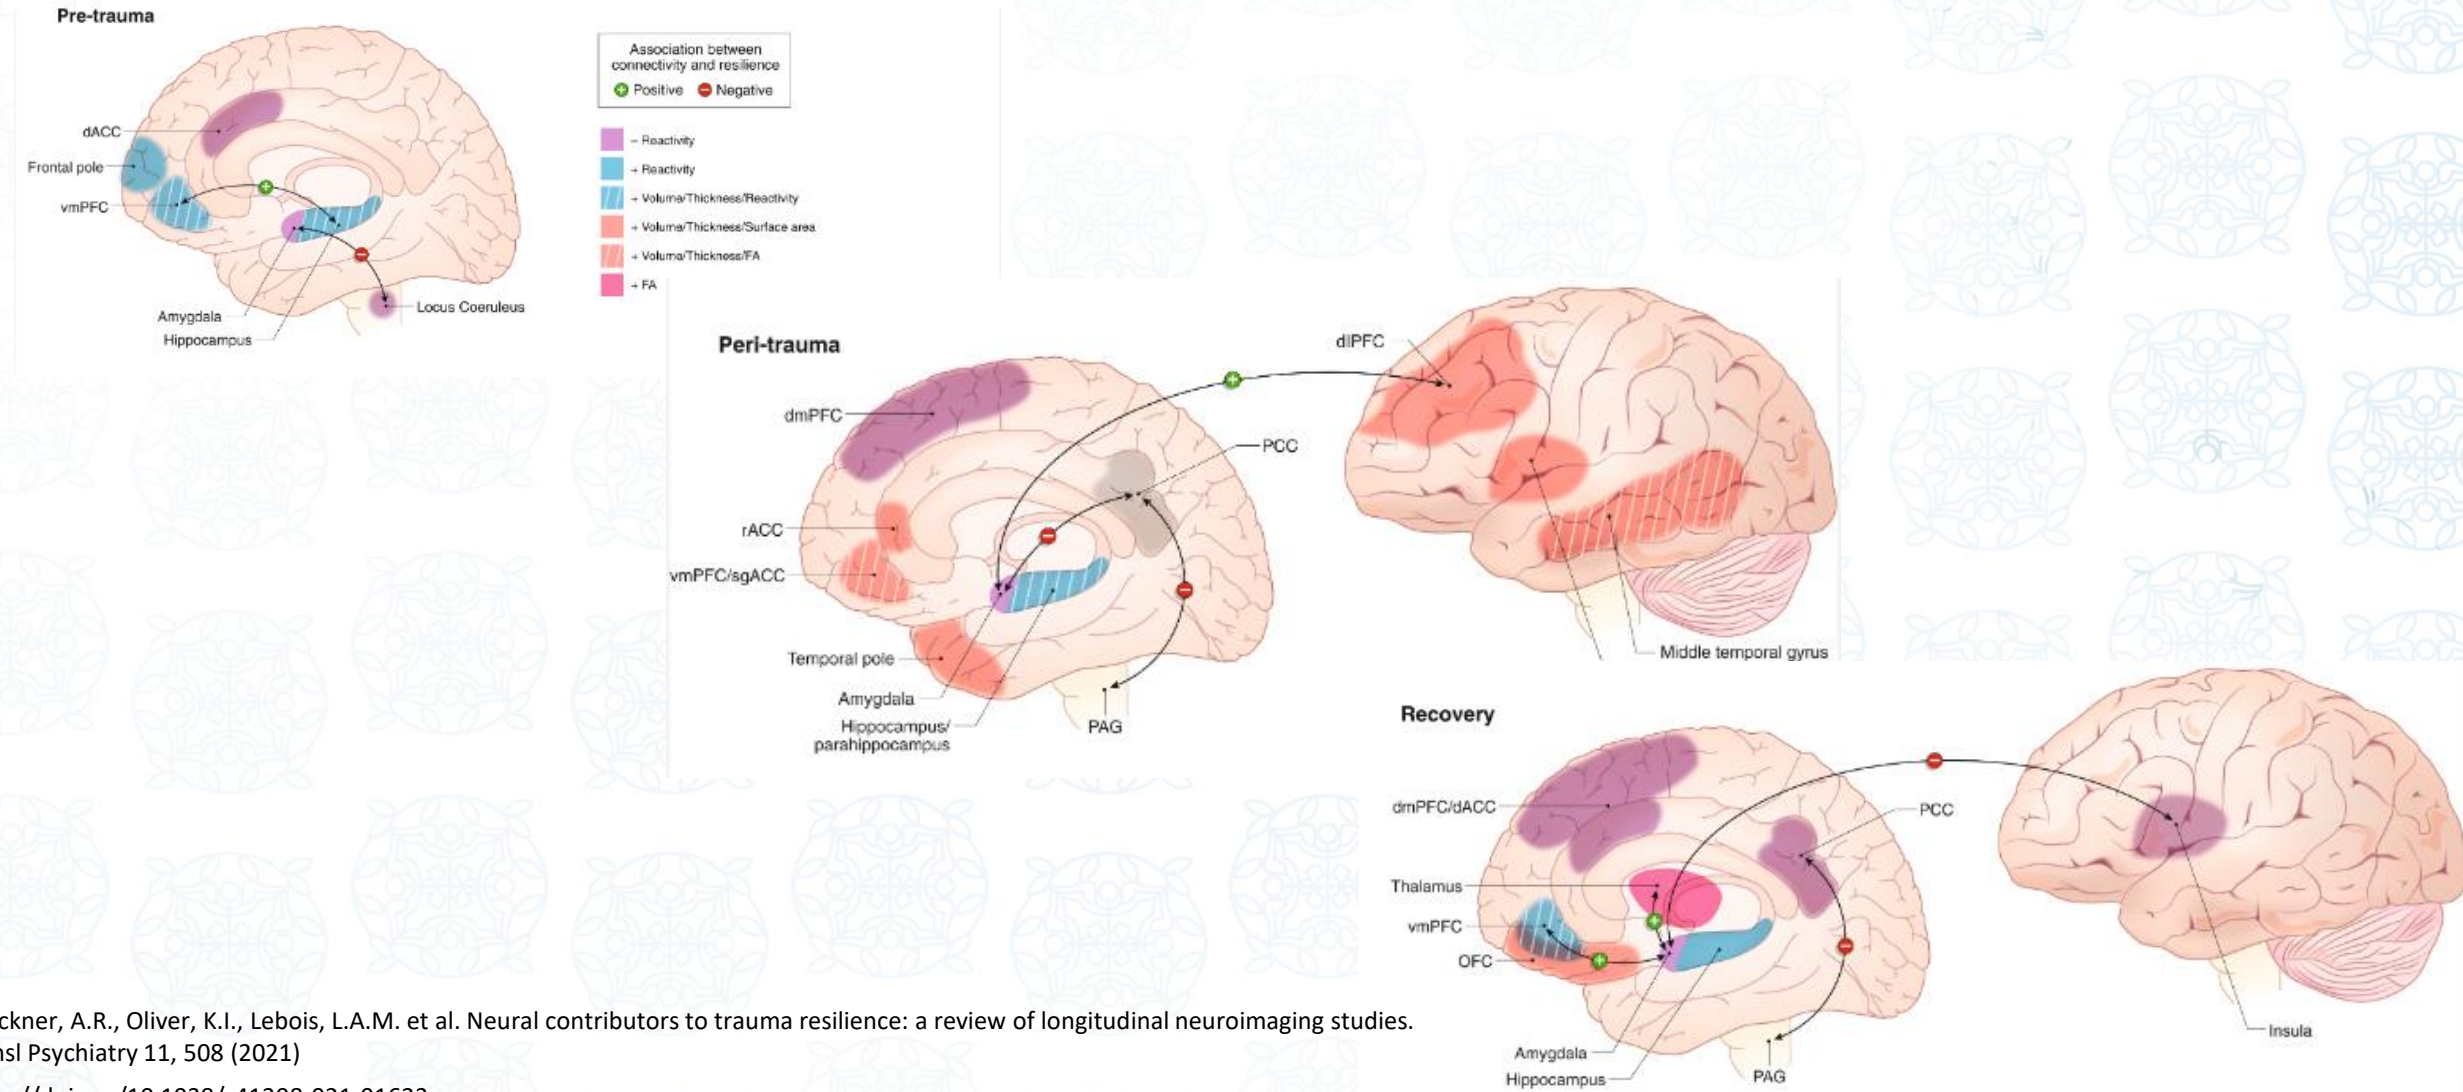 Pre-trauma
dACC
Frontal pole
vmPFC
Amygdala
Hippocampus
Locus Coeruleus
Association between
connectivity and resilience
Positive Negative
– Reactivity
+ Reactivity
+ Volume/Thickness/Reactivity
+ Volume/Thickness/Surface area
+ Volume/Thickness/FA
+ FA
Peri-trauma
dmPFC
rACC
vmPFC/sgACC
Temporal pole
Amygdala
Hippocampus/
parahippocampus
PAG
PCC
dlPFC
Middle temporal gyrus
Recovery
dmPFC/dACC
Thalamus
vmPFC
OFC
Amygdala
Hippocampus
PAG
PCC
Insula
ckner, A.R., Oliver, K.I., Lebois, L.A.M. et al. Neural contributors to trauma resilience: a review of longitudinal neuroimaging studies.
nsl Psychiatry 11, 508 (2021)